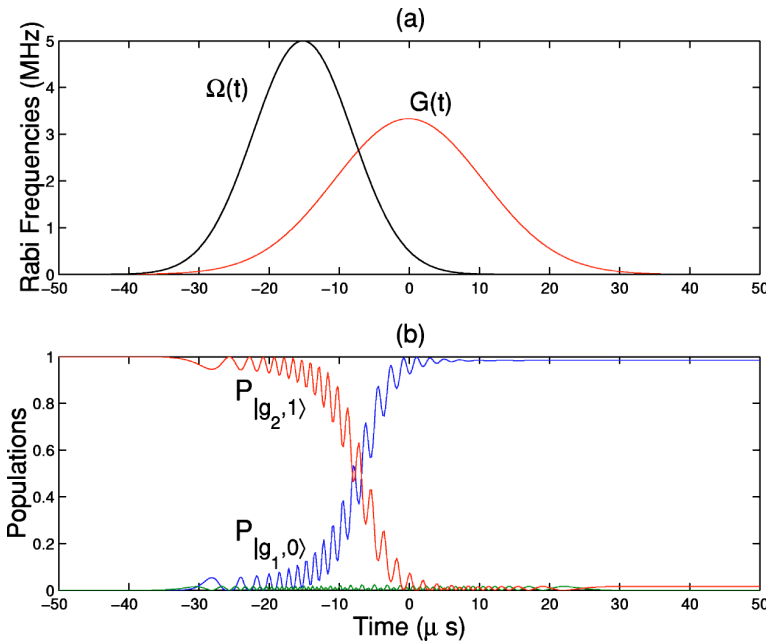 (a)
Rabi Frequencies (MHz)
5
4
3
2
1
0
Ω(t)
G(t)
−50 −40 −30 −20 −10 0 10 20 30 40 50
(b)
Populations
1
0.8
0.6
0.4
0.2
0
P|g2,1⟩
P|g1,0⟩
−50 −40 −30 −20 −10 0 10 20 30 40 50
Time (μ s)